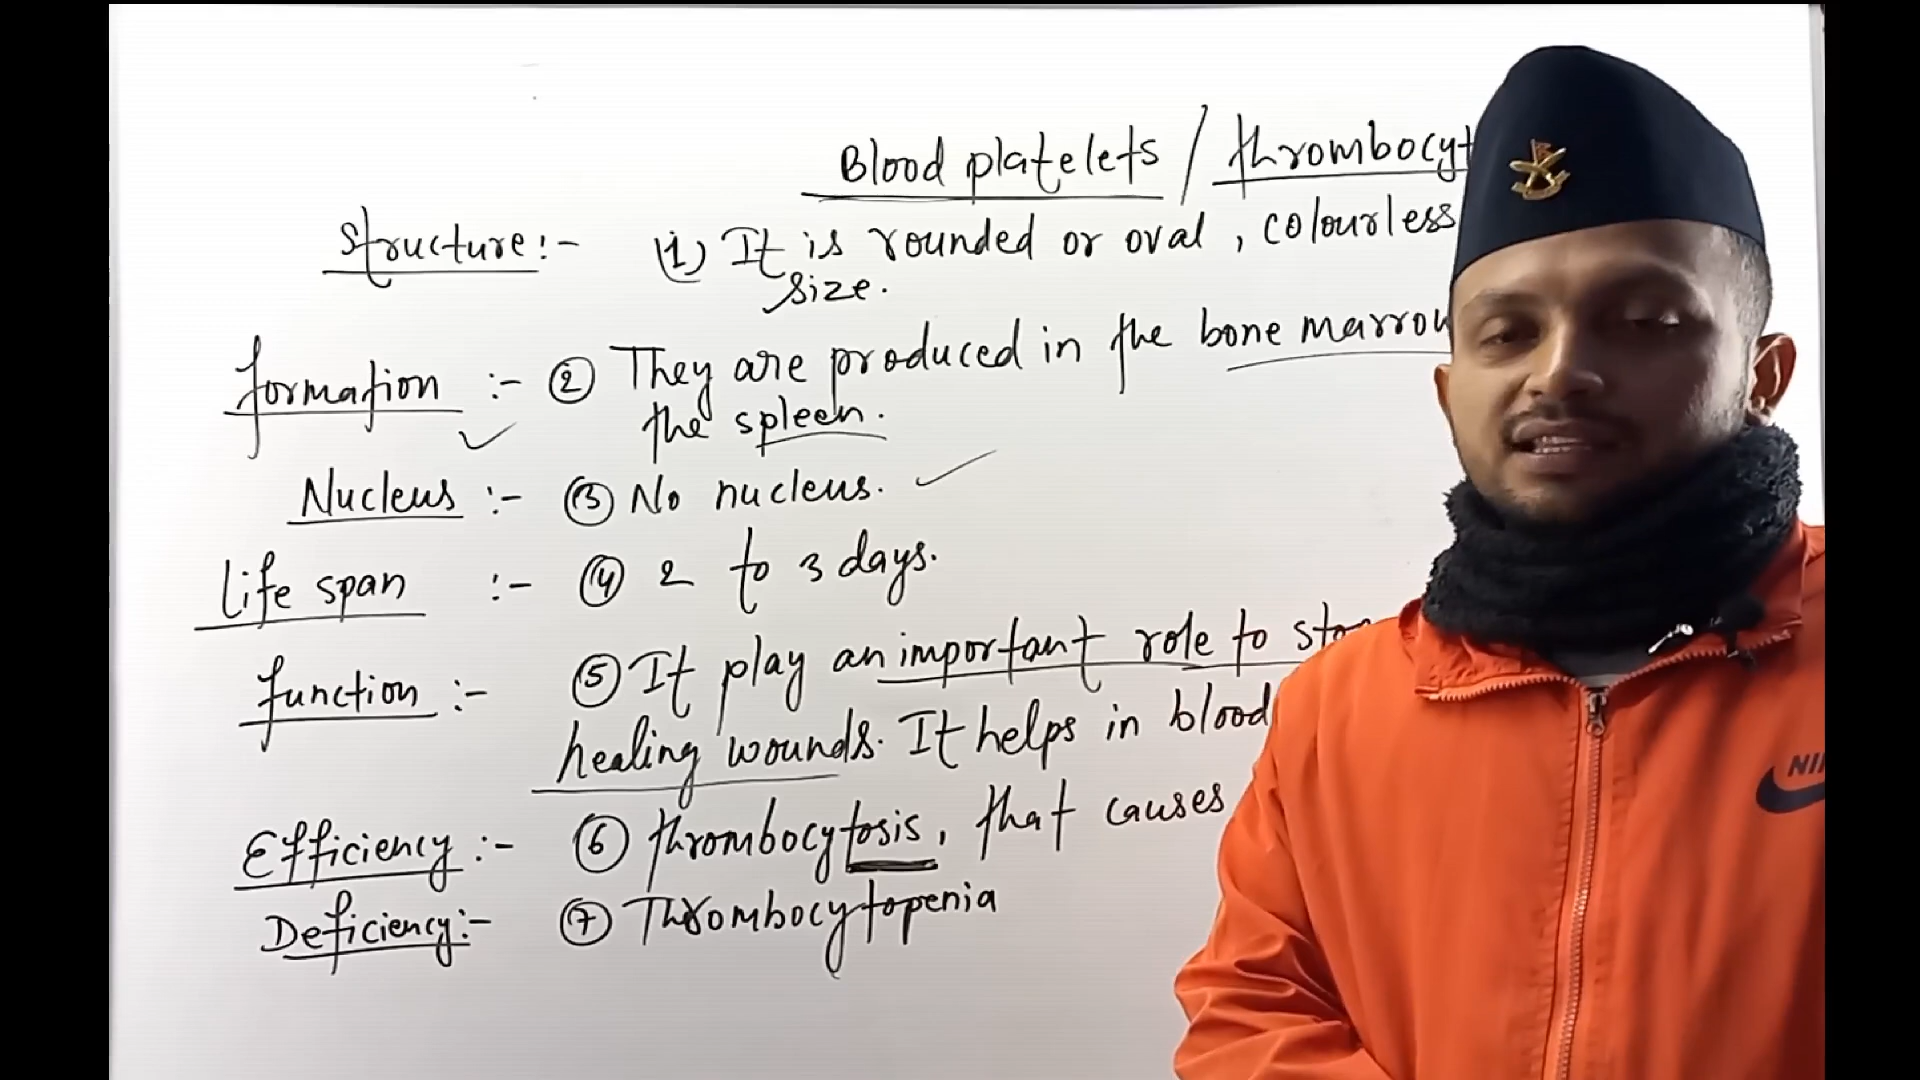 Blood platelets / thrombocyt
Structure:- (1) It is rounded or oval, colourless
size.
formation :- (2) They are produced in the bone marrow
the spleen.
Nucleus :- (3) No nucleus.
Life span :- (4) 2 to 3 days.
function :- (5) It play an important role to stop
healing wounds. It helps in blood
Efficiency :- (6) thrombocytosis, that causes
Deficiency:- (7) Thrombocytopenia
NI